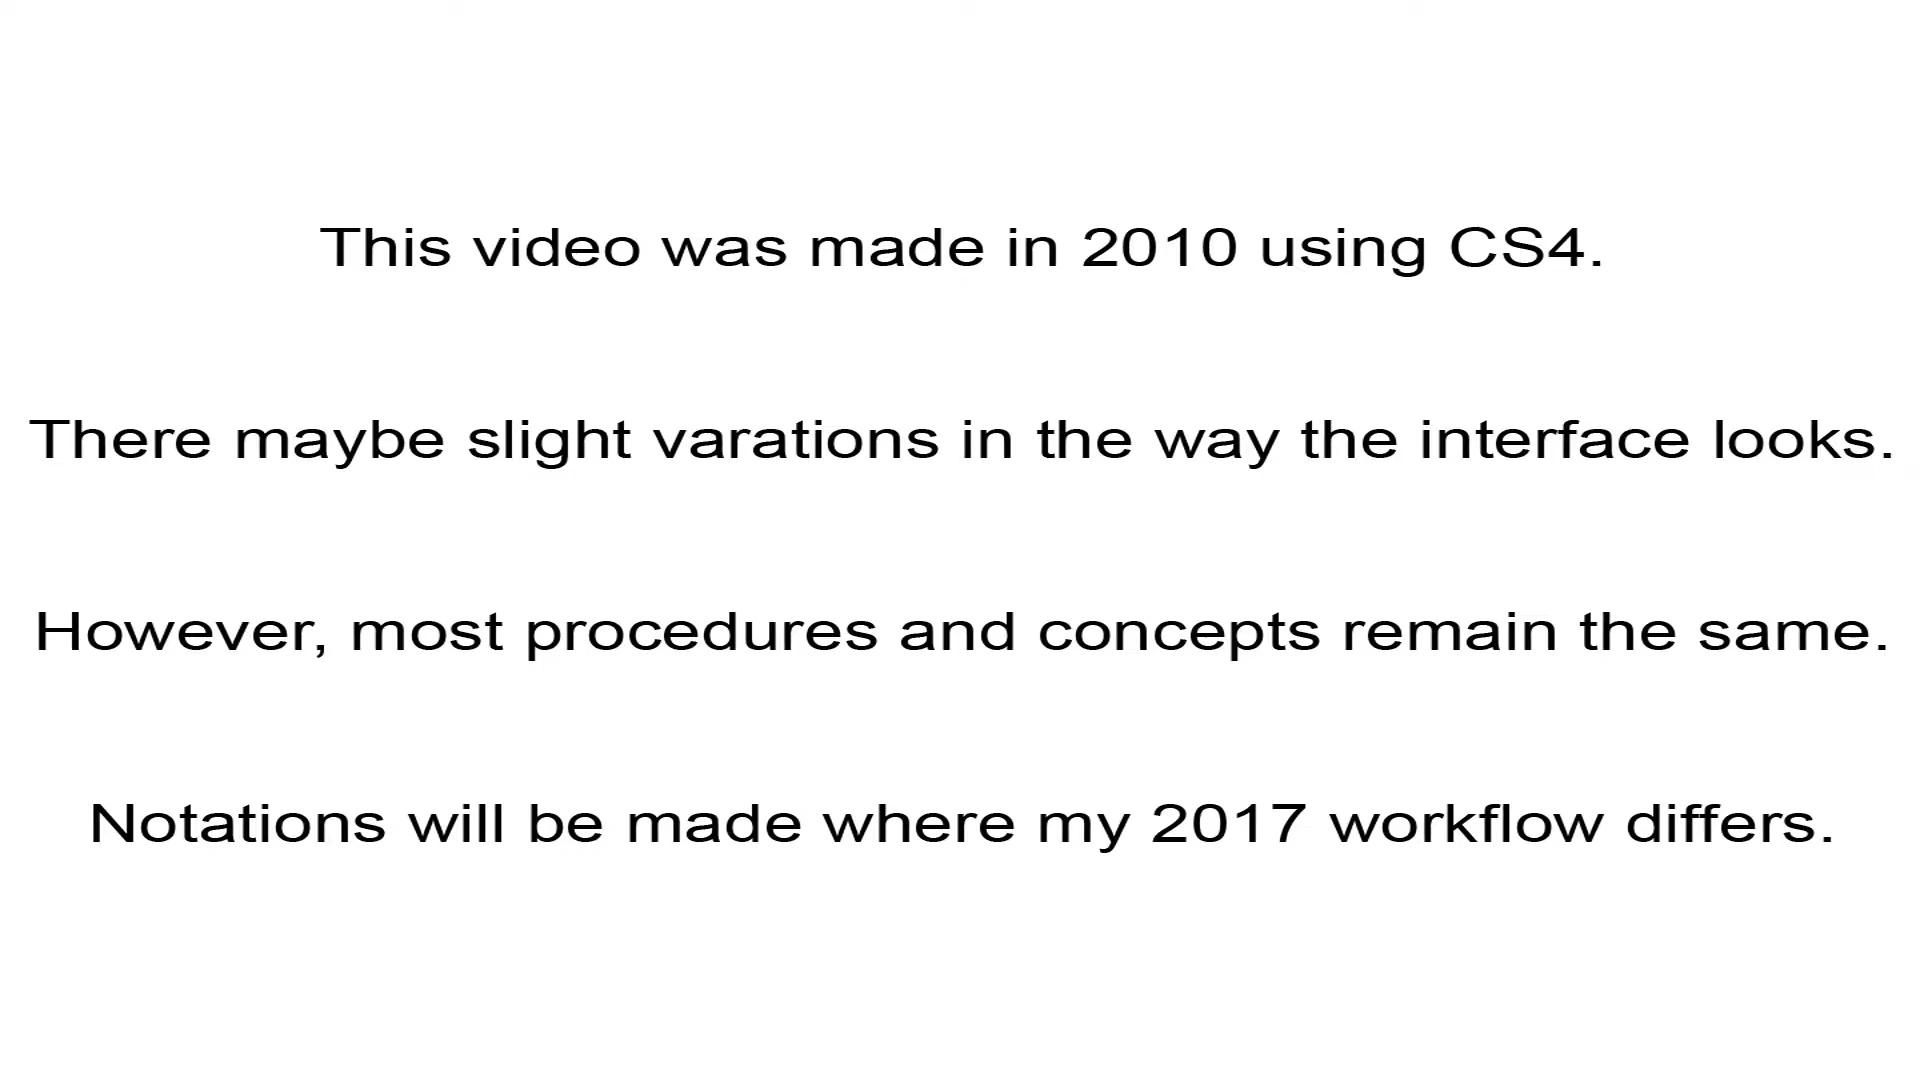 This video was made in 2010 using CS4.
There maybe slight varations in the way the interface looks.
However, most procedures and concepts remain the same.
Notations will be made where my 2017 workflow differs.